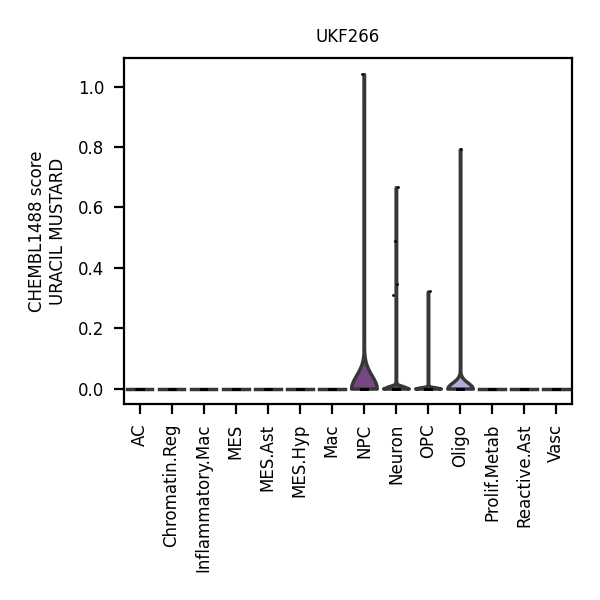 UKF266
CHEMBL1488 score
URACIL MUSTARD
1.0
0.8
0.6
0.4
0.2
0.0
AC
Chromatin.Reg
Inflammatory.Mac
MES
MES.Ast
MES.Hyp
Mac
NPC
Neuron
OPC
Oligo
Prolif.Metab
Reactive.Ast
Vasc